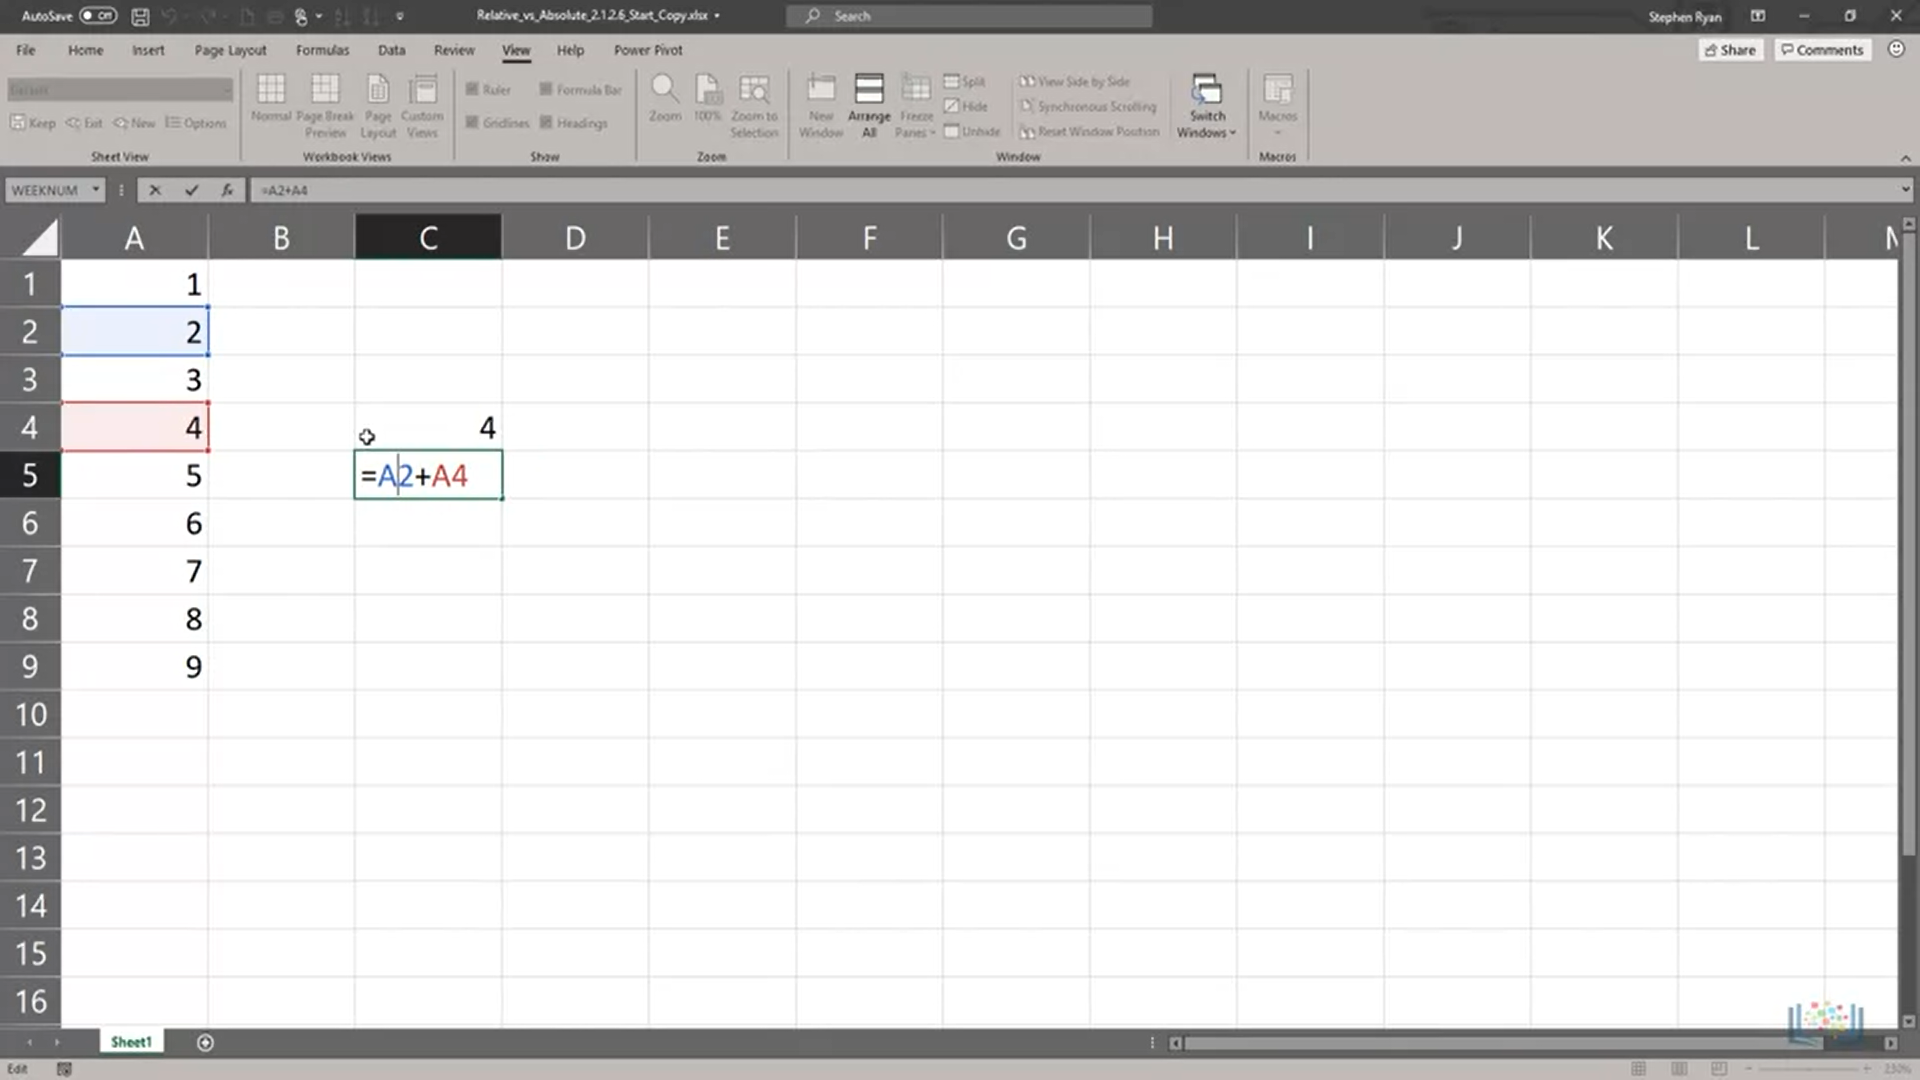 AutoSave Off Relative_vs_Absolute_2.1.2.6_Start_Copy.xlsx Search Stephen Ryan
File Home Insert Page Layout Formulas Data Review View Help Power Pivot Share Comments
Default
Keep Exit New Options
Sheet View
Normal Page Break Preview Page Layout Custom Views
Workbook Views
Ruler Formula Bar
Gridlines Headings
Show
Zoom 100% Zoom to Selection
Zoom
New Window Arrange All Freeze Panes
Split View Side by Side
Hide Synchronous Scrolling
Unhide Reset Window Position
Switch Windows
Window
Macros
Macros
WEEKNUM fx =A2+A4
A B C D E F G H I J K L
1 1
2 2
3 3
4 4 4
5 5 =A2+A4
6 6
7 7
8 8
9 9
10
11
12
13
14
15
16
Sheet1
Edit 230%